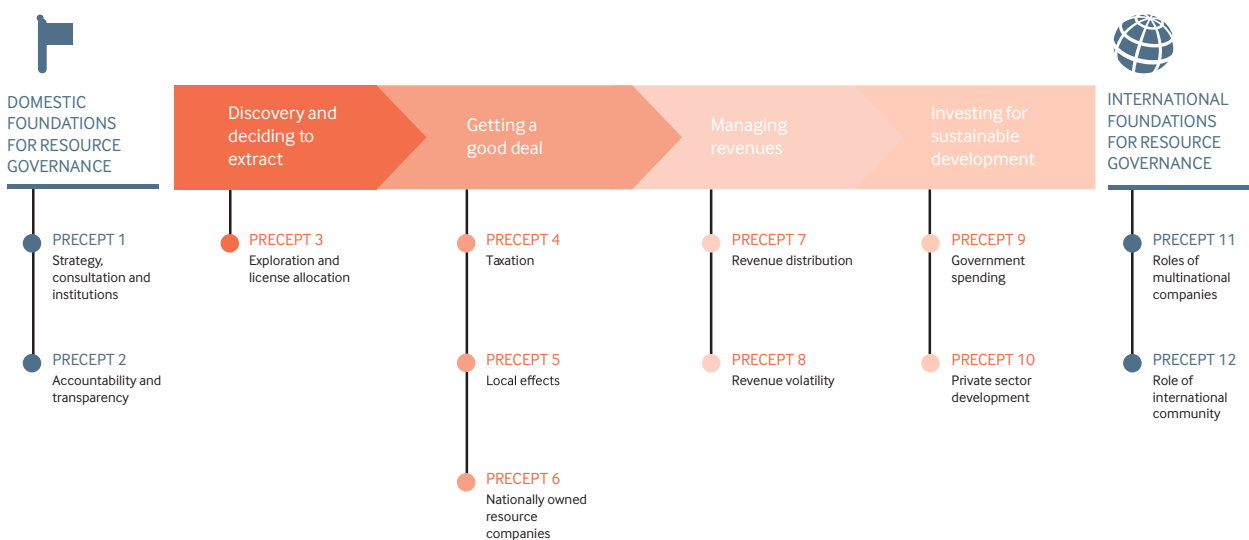 DOMESTIC
FOUNDATIONS
FOR RESOURCE
GOVERNANCE
PRECEPT 1
Strategy,
consultation and
institutions
PRECEPT 2
Accountability and
transparency
Discovery and
deciding to
extract
PRECEPT 3
Exploration and
license allocation
Getting a
good deal
PRECEPT 4
Taxation
PRECEPT 5
Local effects
PRECEPT 6
Nationally owned
resource
companies
Managing
revenues
PRECEPT 7
Revenue distribution
PRECEPT 8
Revenue volatility
Investing for
sustainable
development
PRECEPT 9
Government
spending
PRECEPT 10
Private sector
development
INTERNATIONAL
FOUNDATIONS
FOR RESOURCE
GOVERNANCE
PRECEPT 11
Roles of
multinational
companies
PRECEPT 12
Role of
international
community